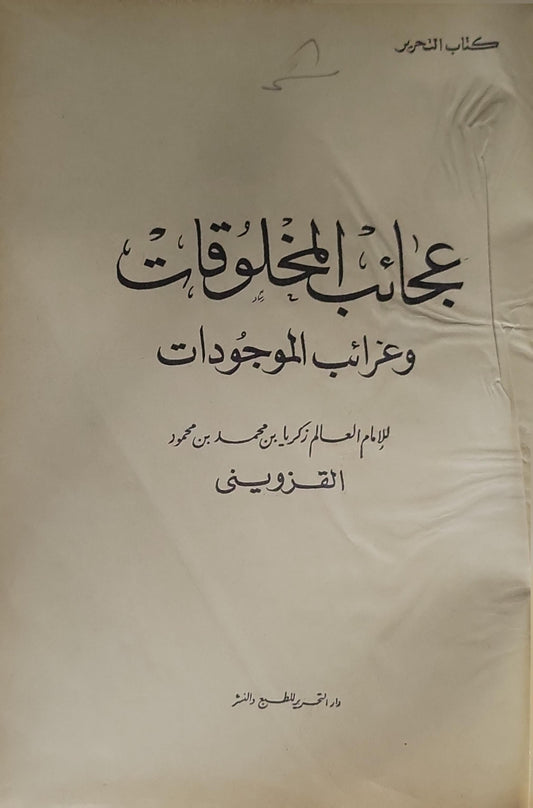 كتاب التحرير
عجائب المخلوقات
وغرائب الموجودات
للإمام العالم زكريا بن محمد بن محمود
القزويني
دار التحرير للطبع والنشر